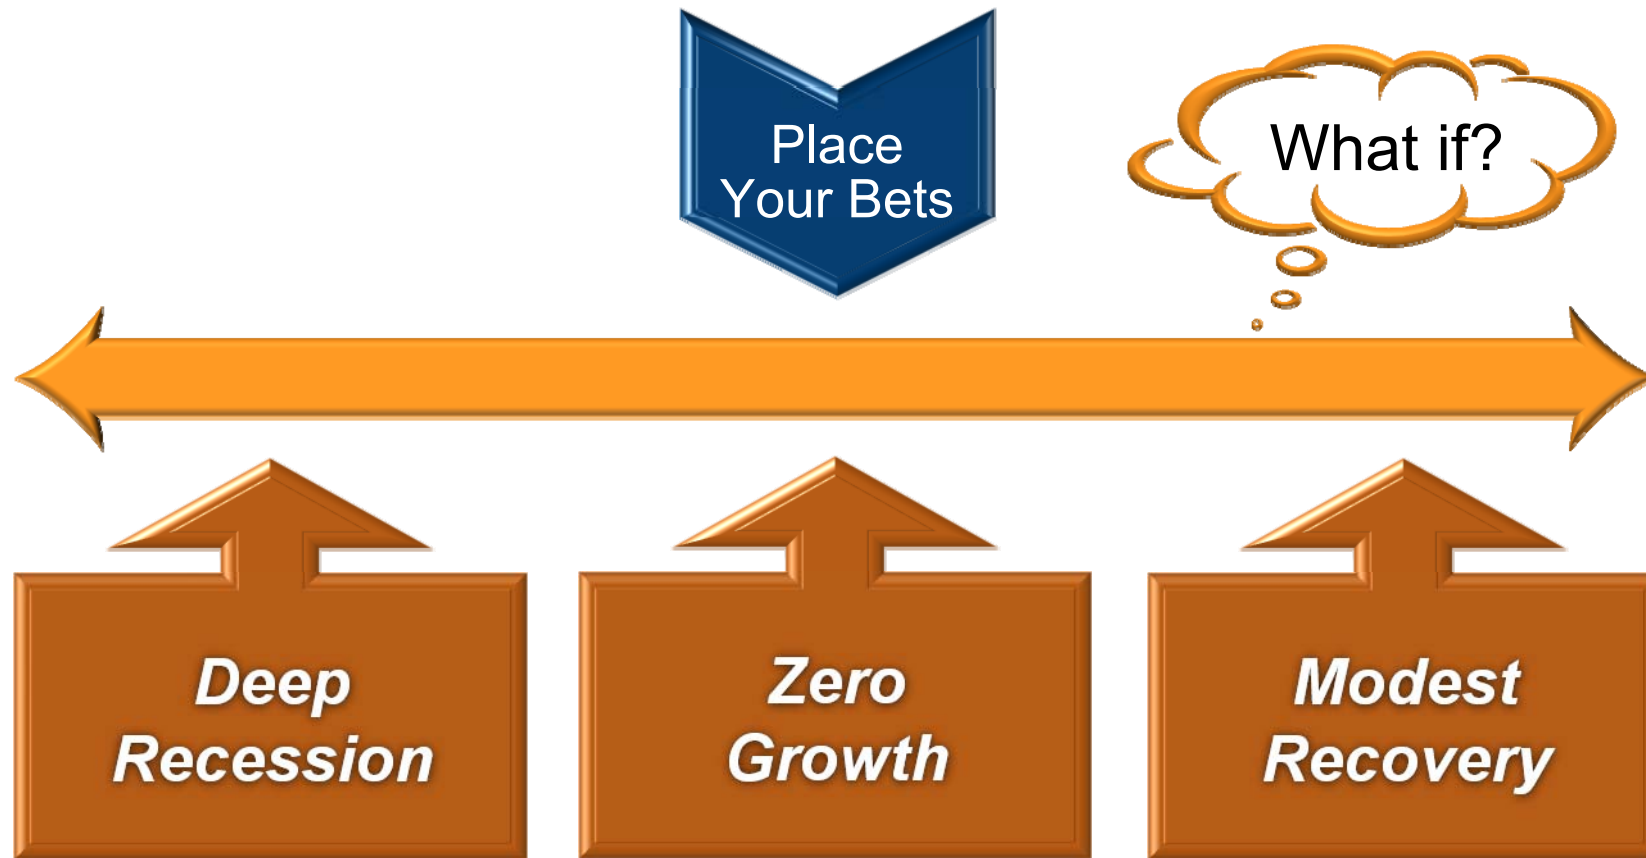 Place
Your Bets
What if?
Deep
Recession
Zero
Growth
Modest
Recovery